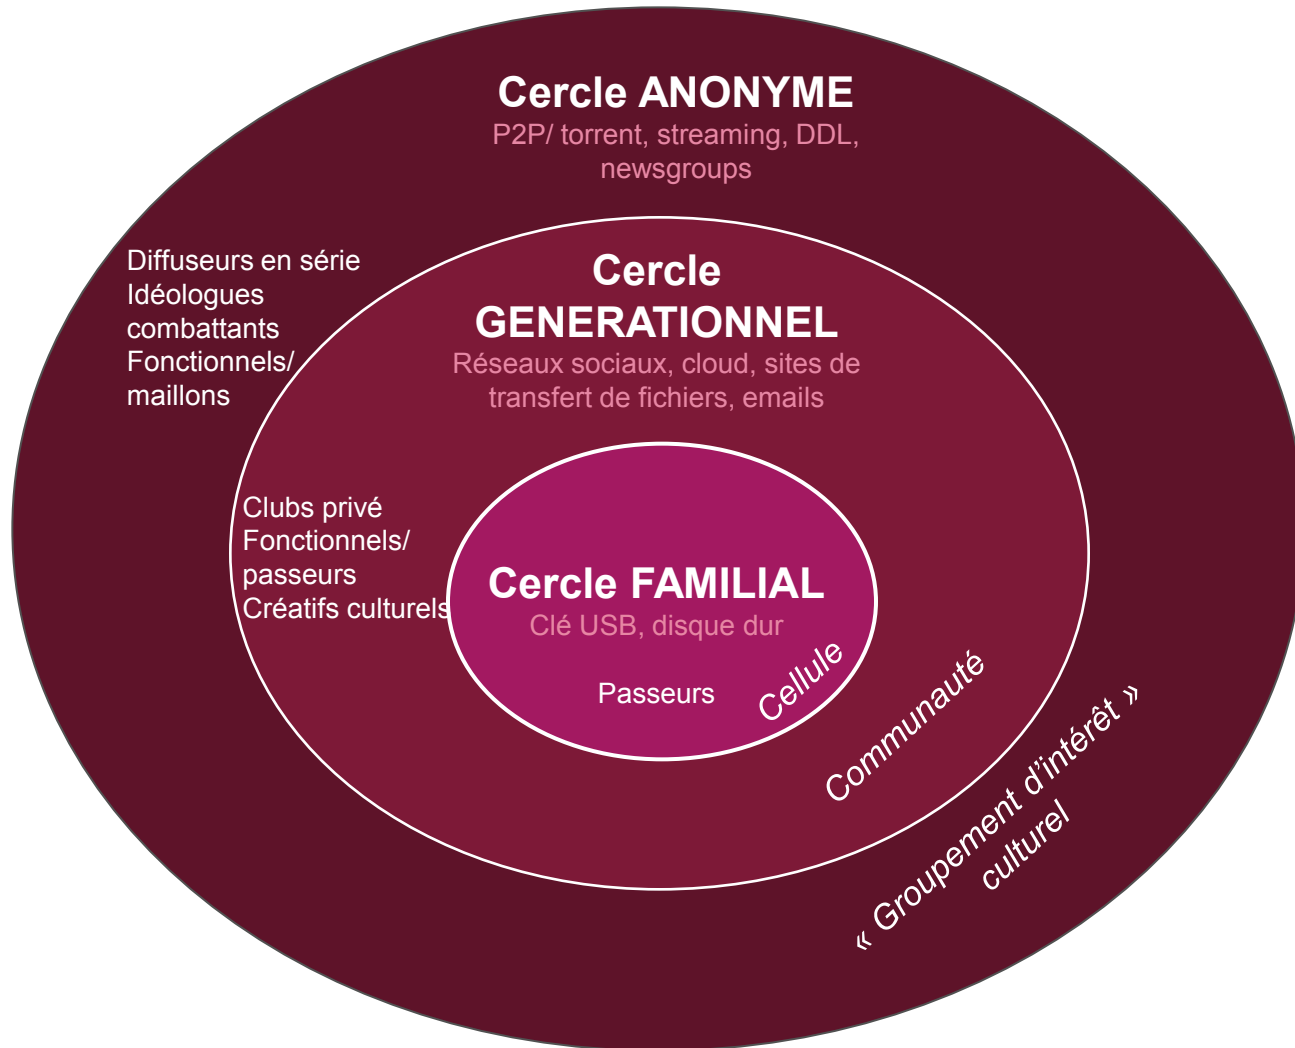 Cercle ANONYME
P2P/ torrent, streaming, DDL,
newsgroups
Diffuseurs en série
Idéologues
combattants
Fonctionnels/
maillons
Cercle
GENERATIONNEL
Réseaux sociaux, cloud, sites de
transfert de fichiers, emails
Clubs privé
Fonctionnels/
passeurs
Créatifs culturels
Cercle FAMILIAL
Clé USB, disque dur
Passeurs
Cellule
Communauté
« Groupement d'intérêt »
culturel